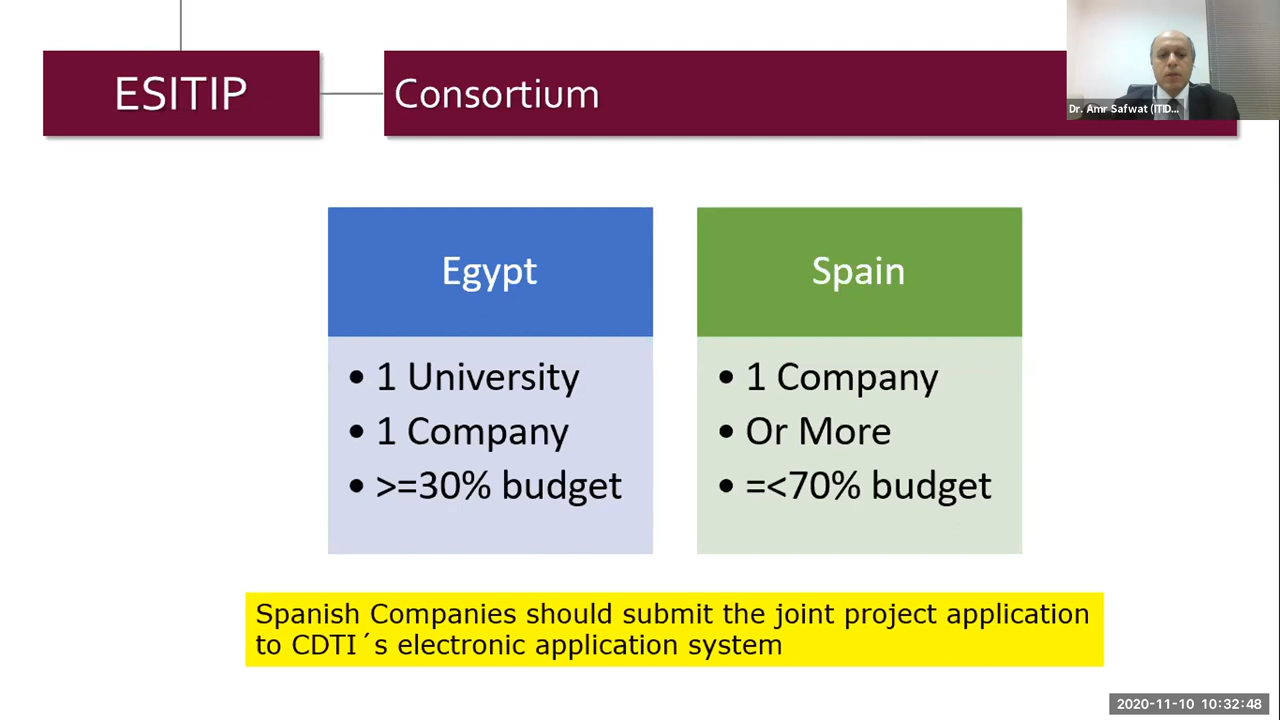 ESITIP
Consortium
Dr. Amr Safwat (ITID...
Egypt
• 1 University
• 1 Company
• >=30% budget
Spain
• 1 Company
• Or More
• =<70% budget
Spanish Companies should submit the joint project application
to CDTI´s electronic application system
2020-11-10 10:32:48